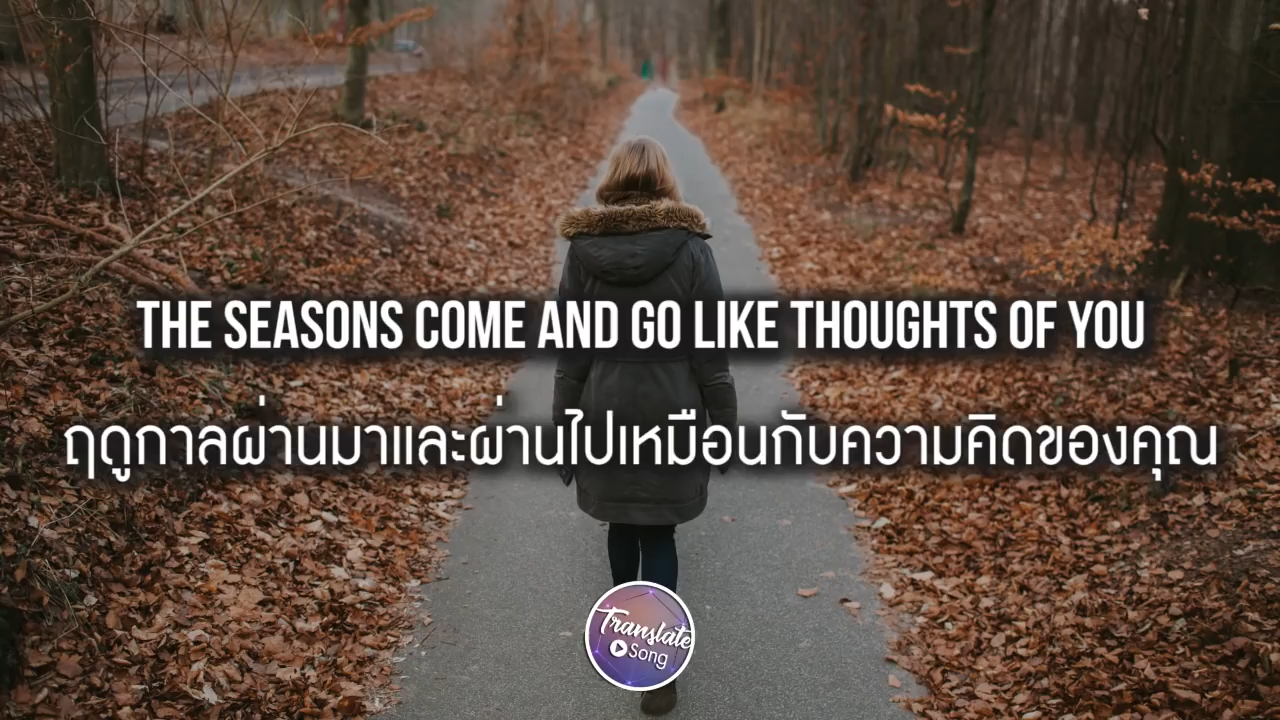 THE SEASONS COME AND GO LIKE THOUGHTS OF YOU
ฤดูกาลผ่านมาและผ่านไปเหมือนกับความคิดของคุณ
Translate
Song